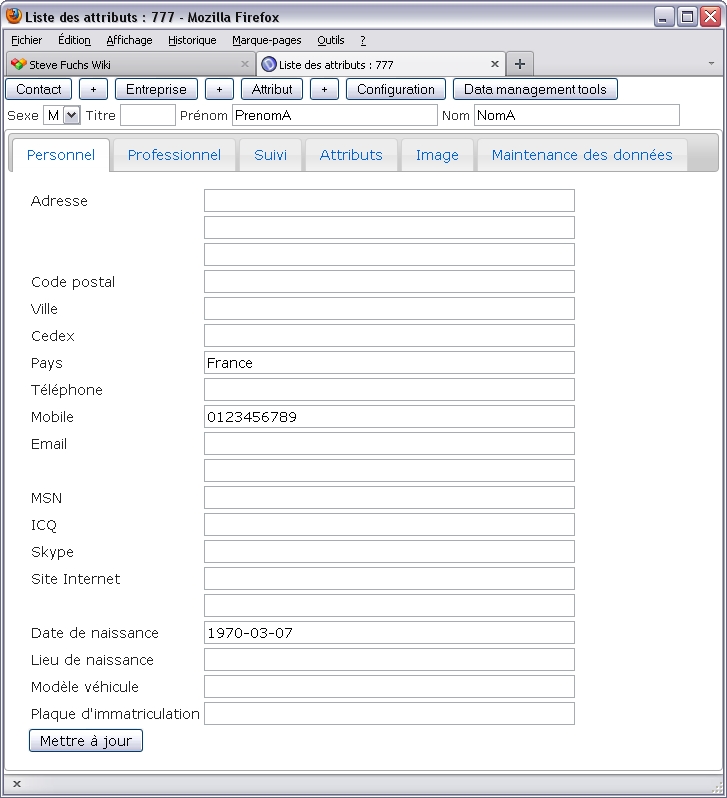 Liste des attributs : 777 - Mozilla Firefox
Fichier Édition Affichage Historique Marque-pages Outils ?
Steve Fuchs Wiki Liste des attributs : 777
Contact + Entreprise + Attribut + Configuration Data management tools
Sexe M Titre Prénom PrenomA Nom NomA
Personnel Professionnel Suivi Attributs Image Maintenance des données
Adresse
Code postal
Ville
Cedex
Pays France
Téléphone
Mobile 0123456789
Email
MSN
ICQ
Skype
Site Internet
Date de naissance 1970-03-07
Lieu de naissance
Modèle véhicule
Plaque d'immatriculation
Mettre à jour